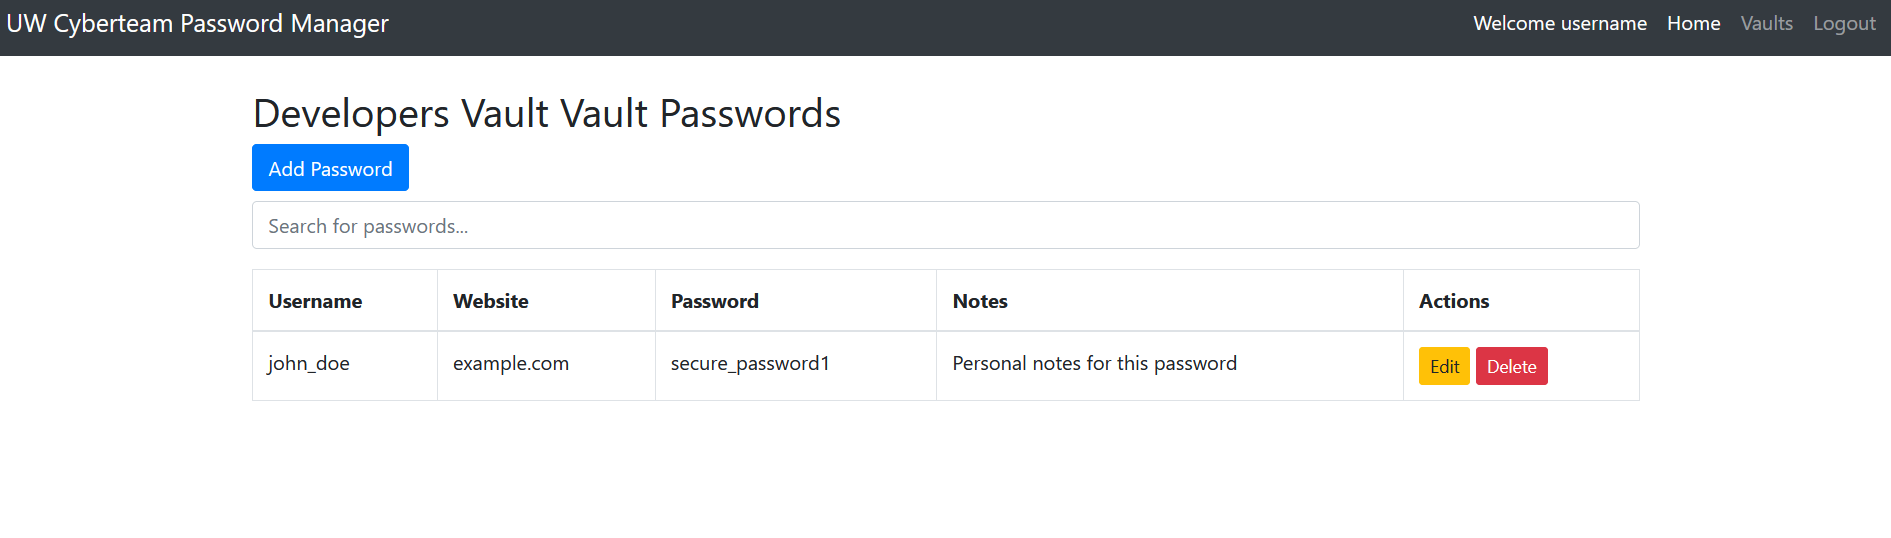 UW Cyberteam Password Manager Welcome username Home Vaults Logout
Developers Vault Vault Passwords
Add Password
Search for passwords...
Username Website Password Notes Actions
john_doe example.com secure_password1 Personal notes for this password Edit Delete